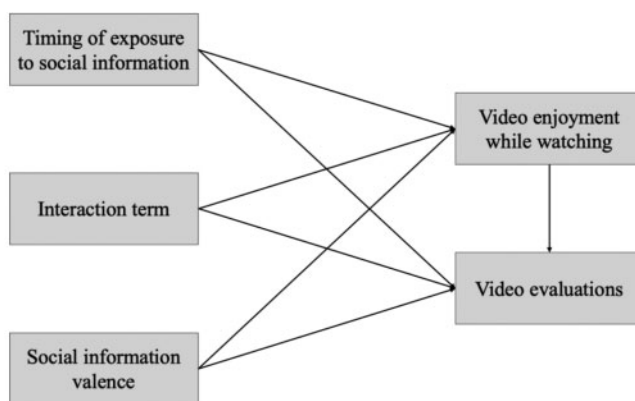 Timing of exposure
to social information
Video enjoyment
while watching
Interaction term
Video evaluations
Social information
valence